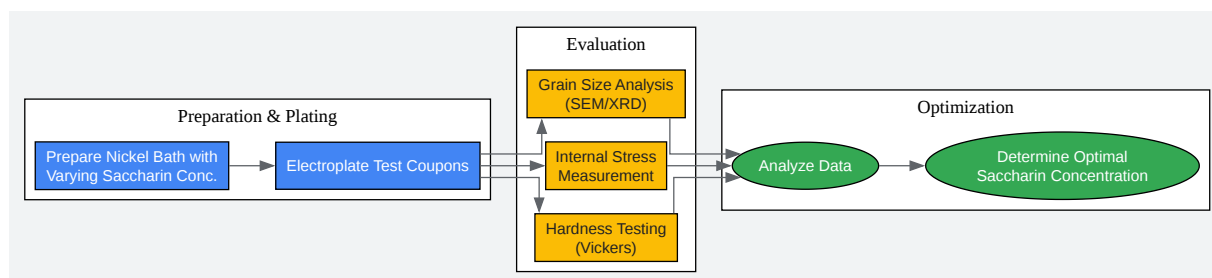 Preparation & Plating
Prepare Nickel Bath with
Varying Saccharin Conc.
Electroplate Test Coupons
Evaluation
Grain Size Analysis
(SEM/XRD)
Internal Stress
Measurement
Hardness Testing
(Vickers)
Optimization
Analyze Data
Determine Optimal
Saccharin Concentration